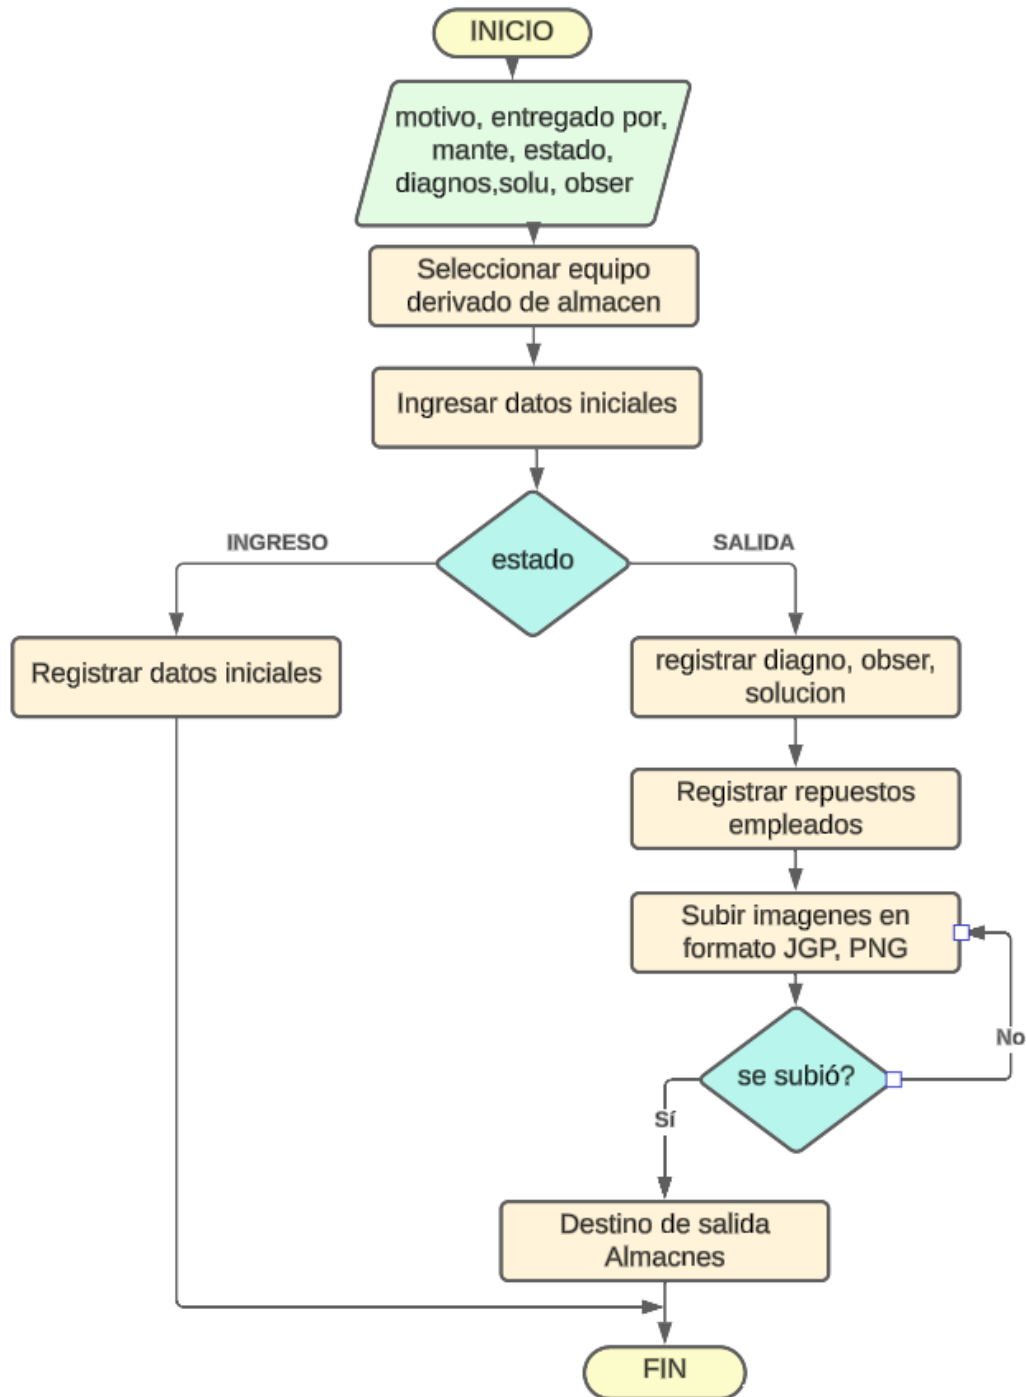 INICIO
motivo, entregado por,
mante, estado,
diagnos,solu, obser
Seleccionar equipo
derivado de almacen
Ingresar datos iniciales
estado
INGRESO
SALIDA
Registrar datos iniciales
registrar diagno, obser,
solucion
Registrar repuestos
empleados
Subir imagenes en
formato JGP, PNG
se subió?
No
Sí
Destino de salida
Almacnes
FIN